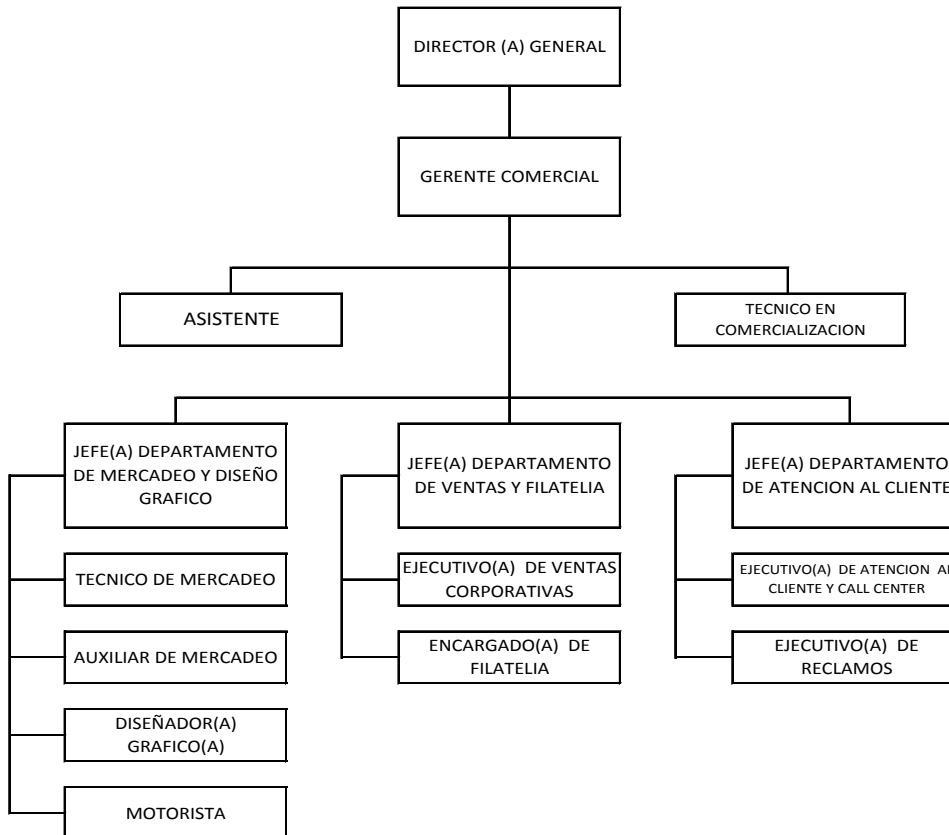 DIRECTOR (A) GENERAL
GERENTE COMERCIAL
ASISTENTE
TECNICO EN
COMERCIALIZACION
JEFE(A) DEPARTAMENTO
DE MERCADEO Y DISEÑO
GRAFICO
JEFE(A) DEPARTAMENTO
DE VENTAS Y FILATELIA
JEFE(A) DEPARTAMENTO
DE ATENCION AL CLIENTE
TECNICO DE MERCADEO
EJECUTIVO(A) DE VENTAS
CORPORATIVAS
EJECUTIVO(A) DE ATENCION AL
CLIENTE Y CALL CENTER
AUXILIAR DE MERCADEO
ENCARGADO(A) DE
FILATELIA
EJECUTIVO(A) DE
RECLAMOS
DISEÑADOR(A)
GRAFICO(A)
MOTORISTA